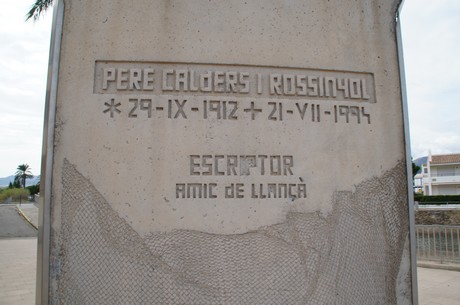 PERE CALDERS I ROSSINYOL
* 29-IX-1912 + 21-VII-1994
ESCRIPTOR
AMIC DE LLANÇÀ